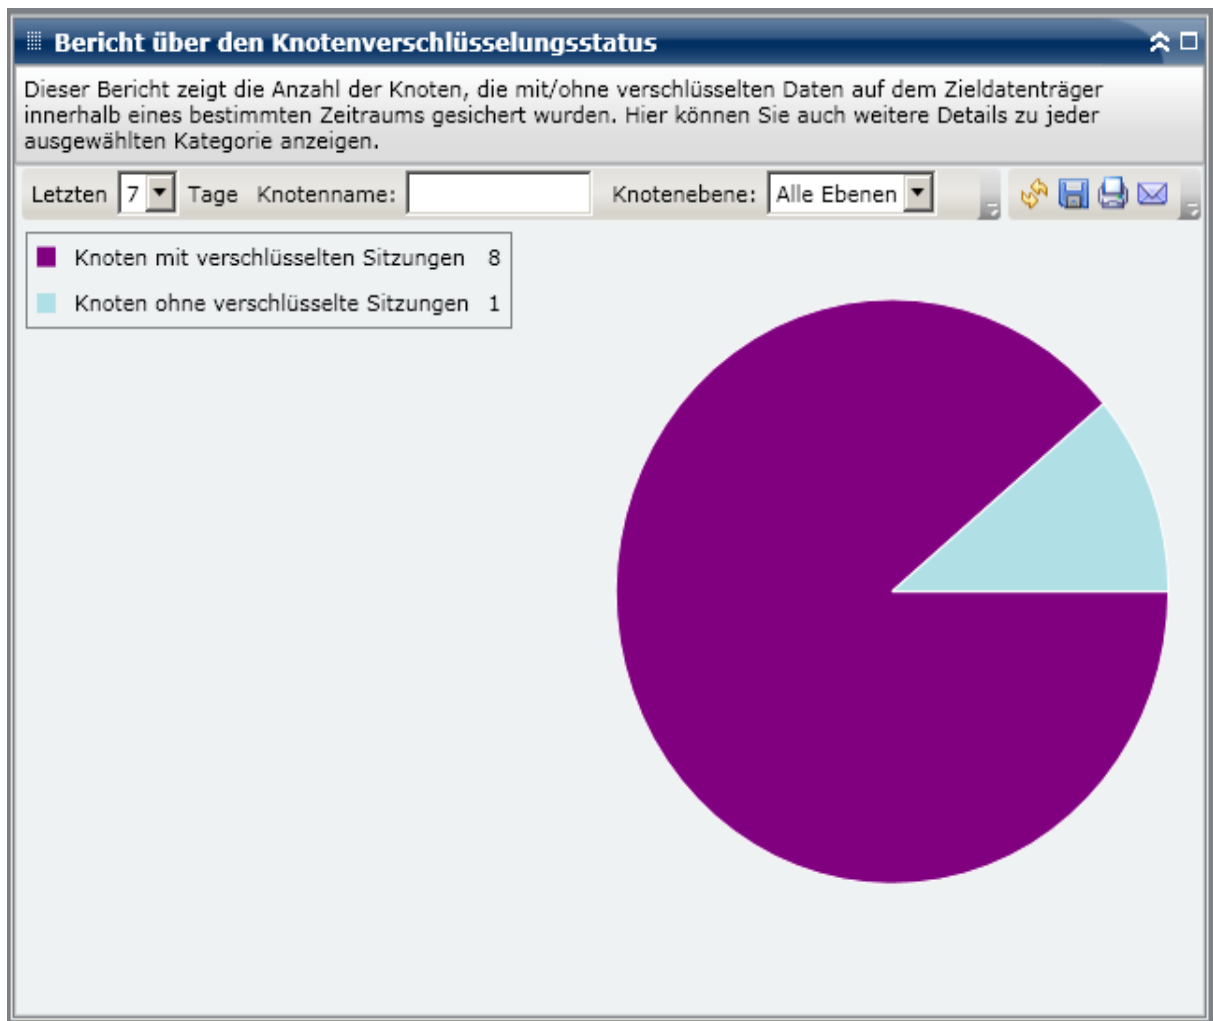 Bericht über den Knotenverschlüsselungsstatus
Dieser Bericht zeigt die Anzahl der Knoten, die mit/ohne verschlüsselten Daten auf dem Zieldatenträger
innerhalb eines bestimmten Zeitraums gesichert wurden. Hier können Sie auch weitere Details zu jeder
ausgewählten Kategorie anzeigen.
Letzten 7 Tage Knotenname: Knotenebene: Alle Ebenen
Knoten mit verschlüsselten Sitzungen 8
Knoten ohne verschlüsselte Sitzungen 1